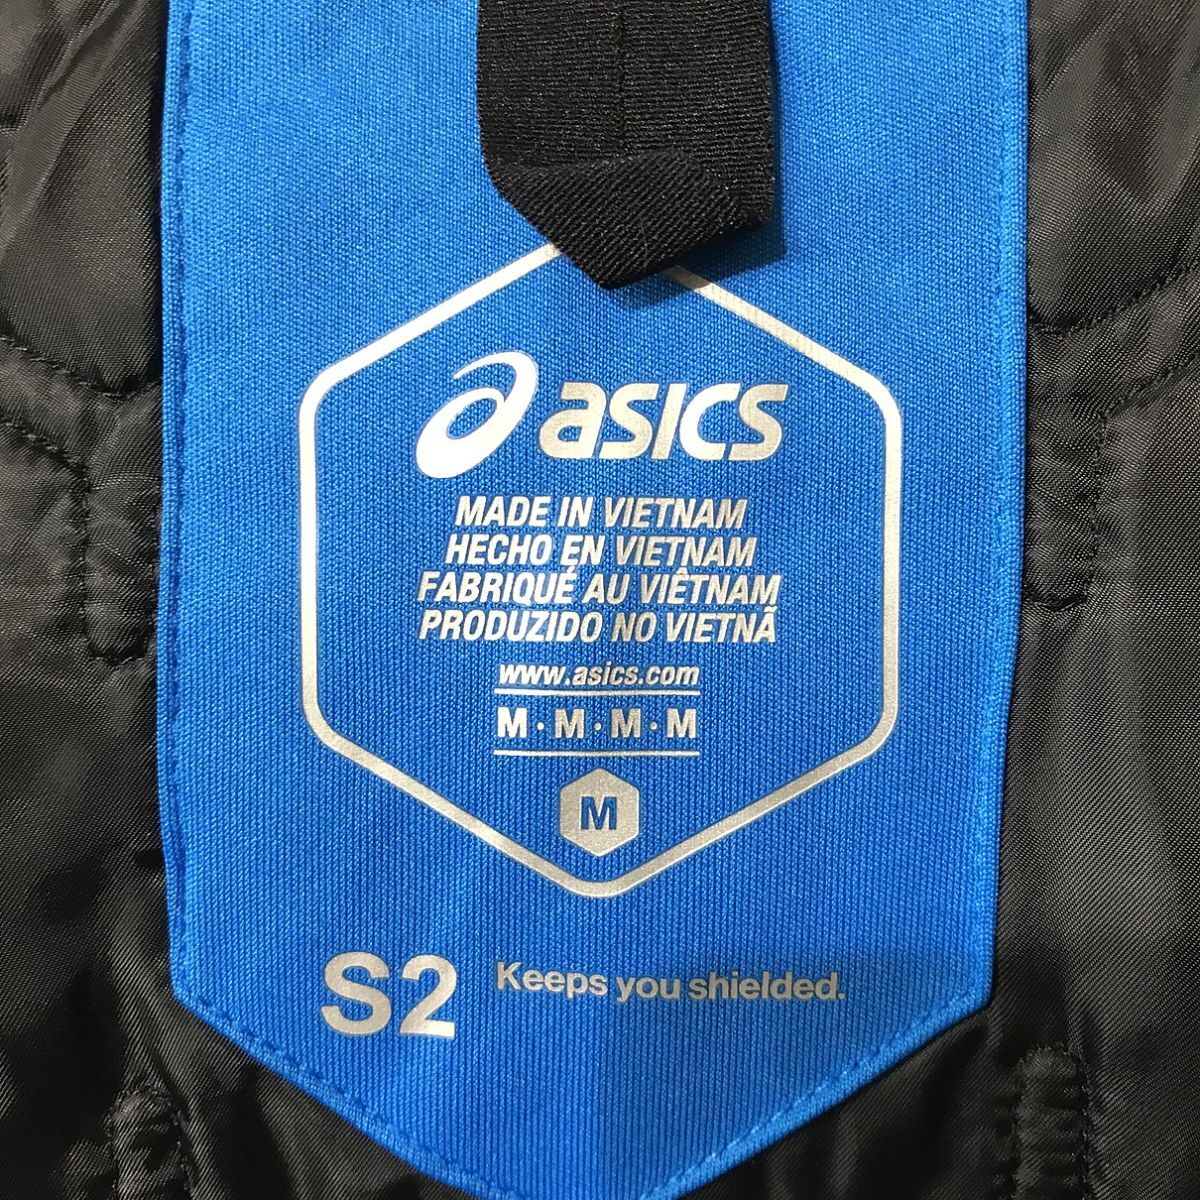 asics
MADE IN VIETNAM
HECHO EN VIETNAM
FABRIQUÉ AU VIÊTNAM
PRODUZIDO NO VIETNÃ
www.asics.com
M · M · M · M
M
S2 Keeps you shielded.